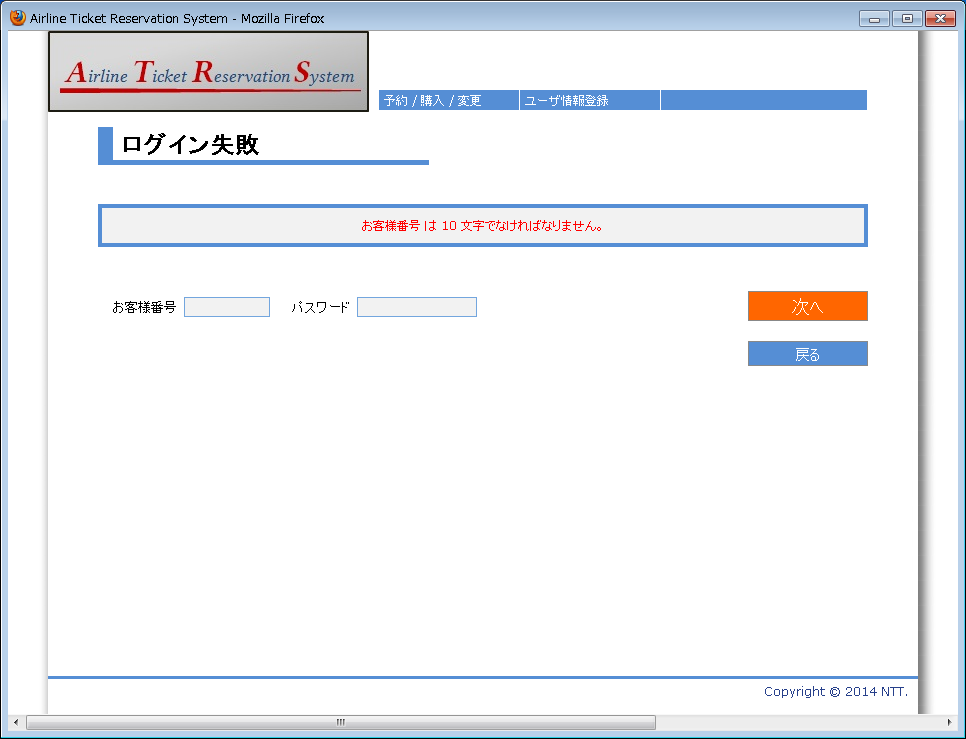 Airline Ticket Reservation System - Mozilla Firefox
Airline Ticket Reservation System
予約 / 購入 / 変更 ユーザ情報登録
ログイン失敗
お客様番号 は 10 文字でなければなりません。
お客様番号 パスワード 次へ
戻る
Copyright © 2014 NTT.